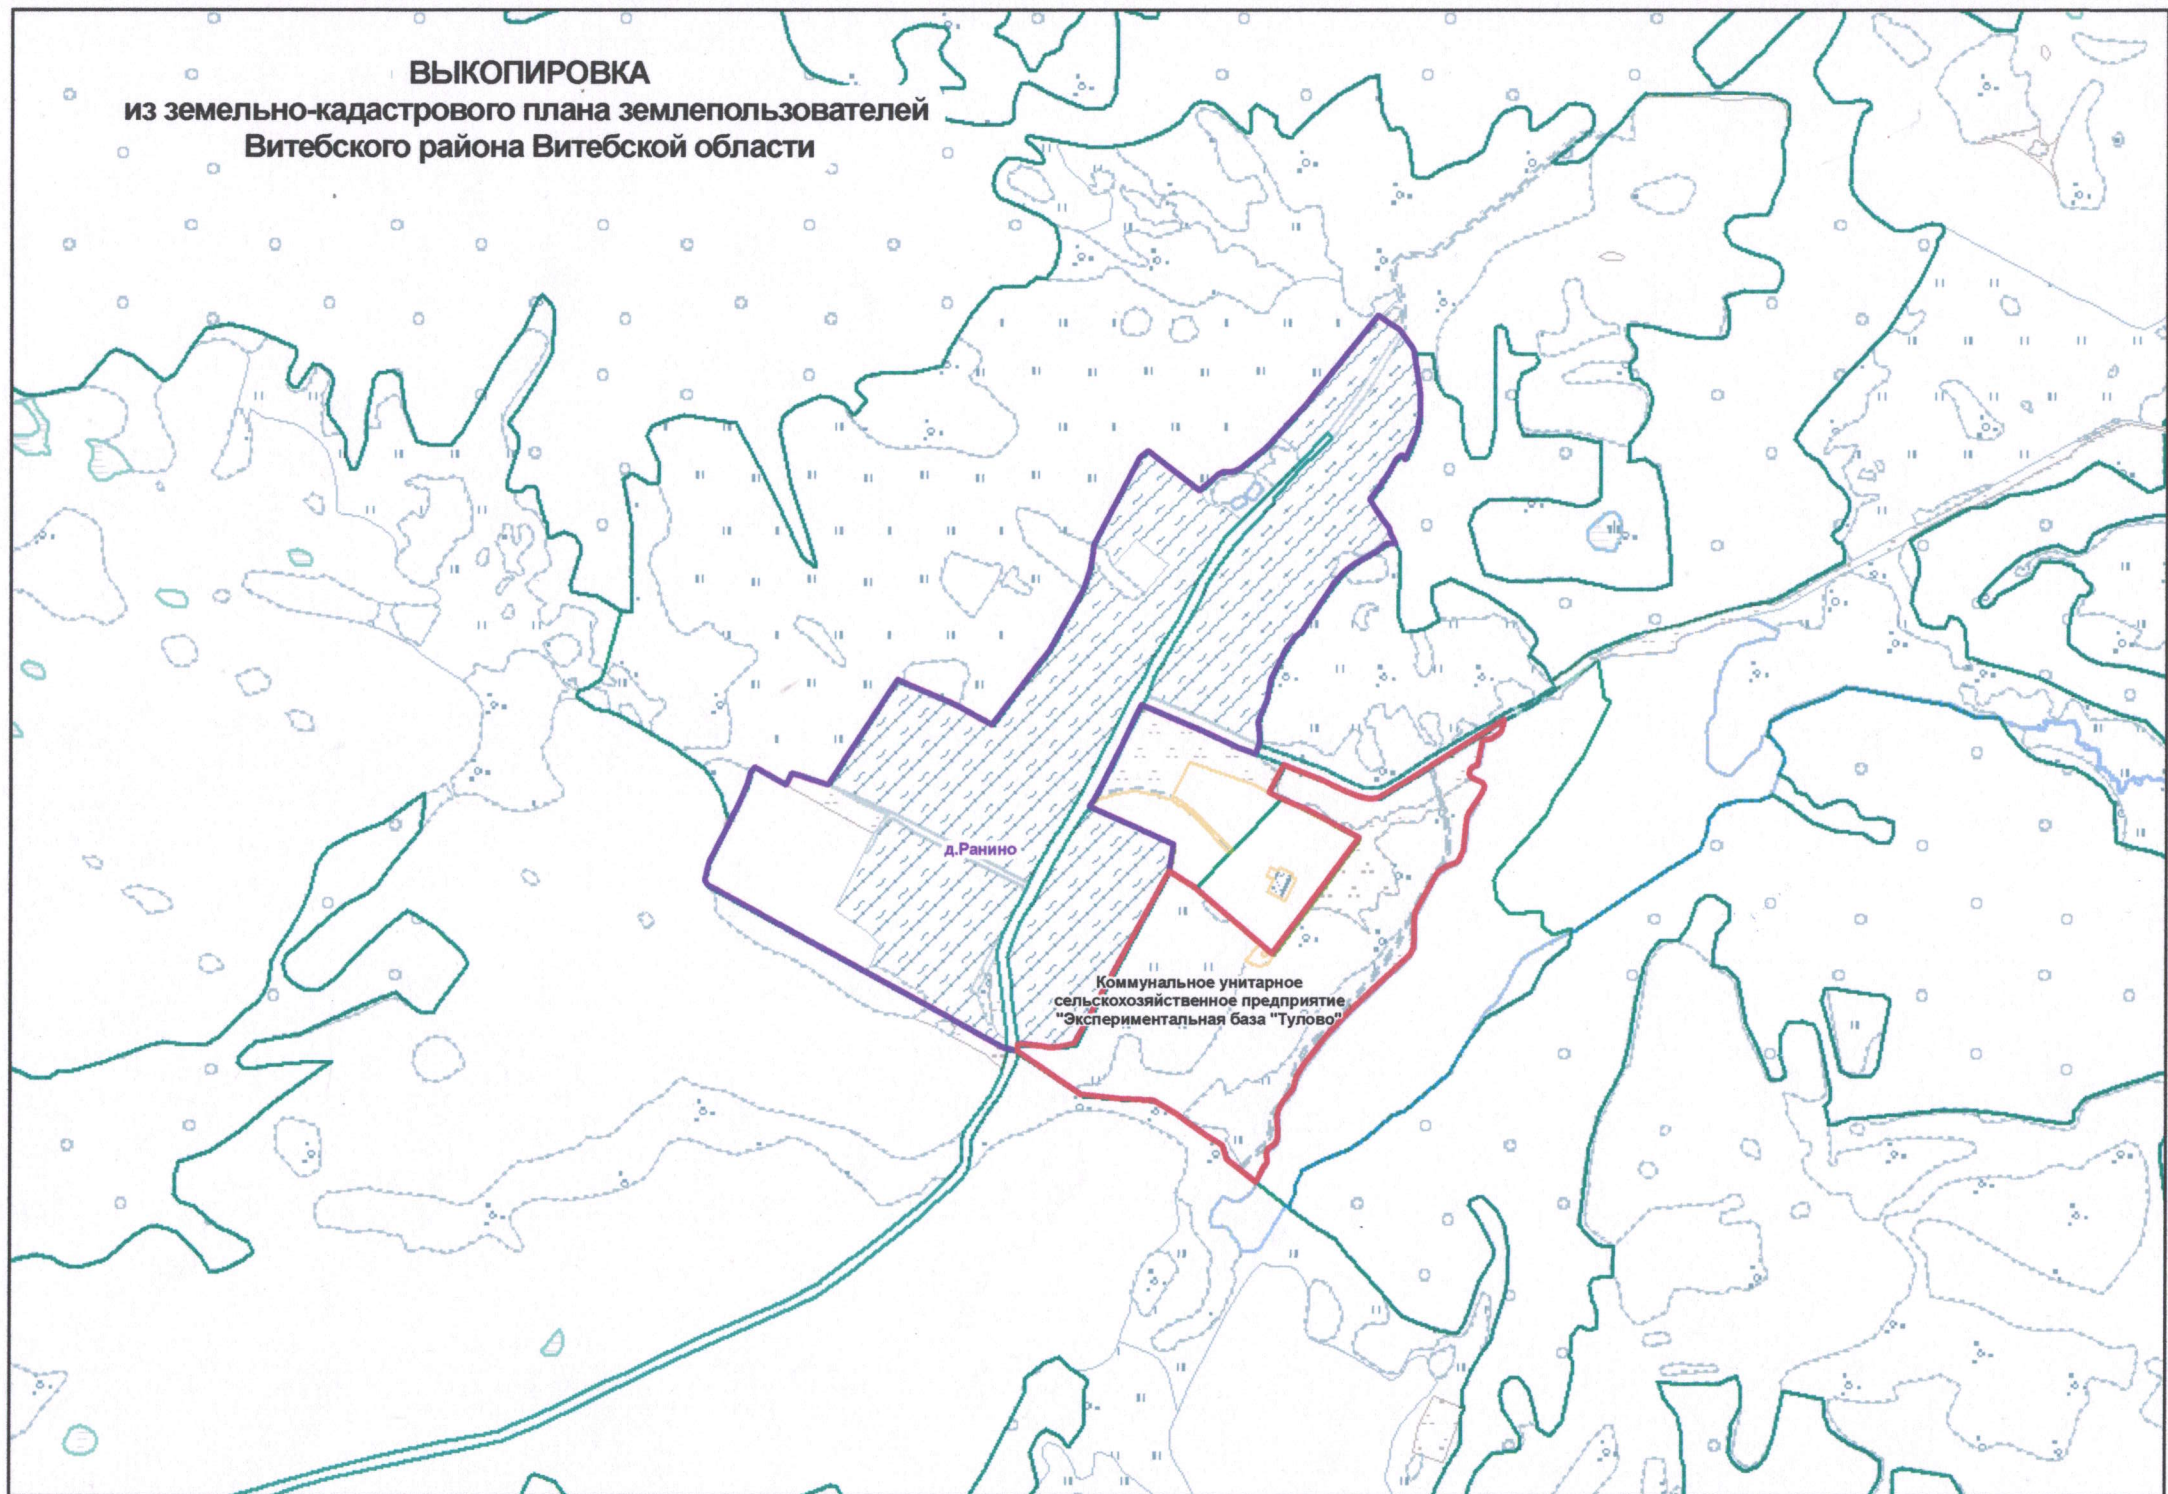 ВЫКОПИРОВКА
из земельно-кадастрового плана землепользователей
Витебского района Витебской области
д.Ранино
Коммунальное унитарное
сельскохозяйственное предприятие
"Экспериментальная база "Тулово"